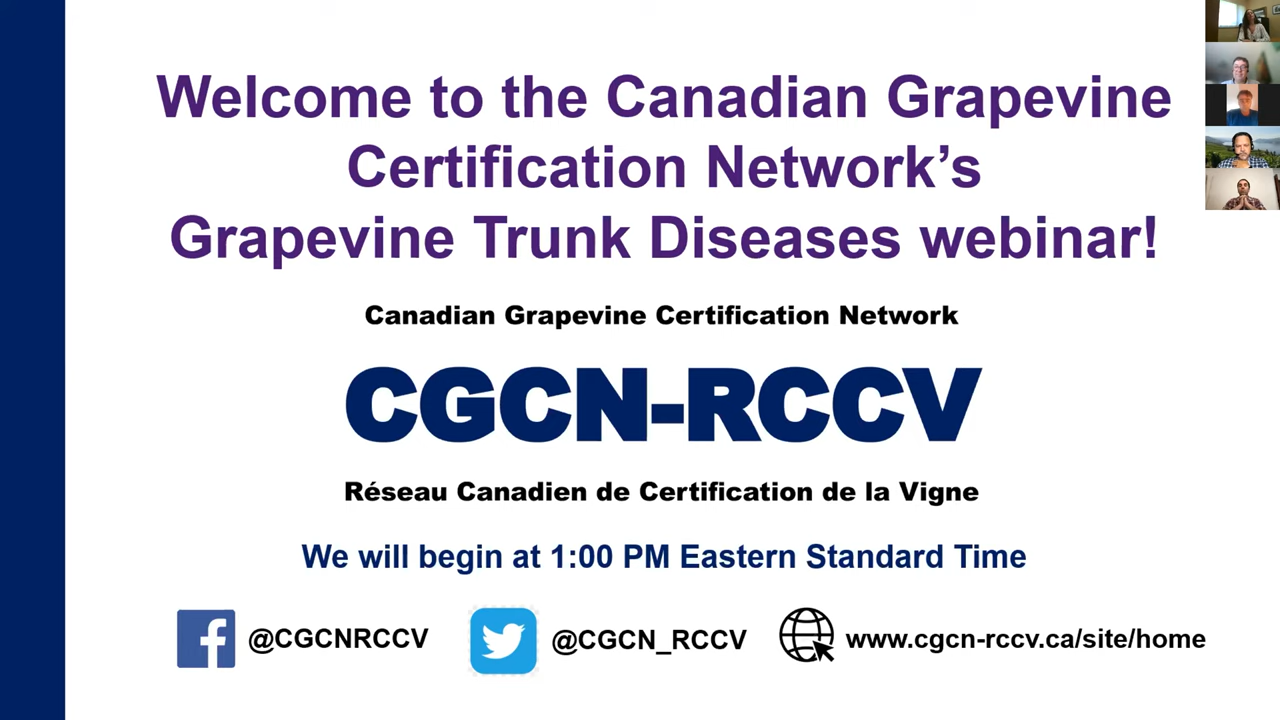 Welcome to the Canadian Grapevine
Certification Network’s
Grapevine Trunk Diseases webinar!
Canadian Grapevine Certification Network
CGCN-RCCV
Réseau Canadien de Certification de la Vigne
We will begin at 1:00 PM Eastern Standard Time
@CGCNRCCV
@CGCN_RCCV
www.cgcn-rccv.ca/site/home